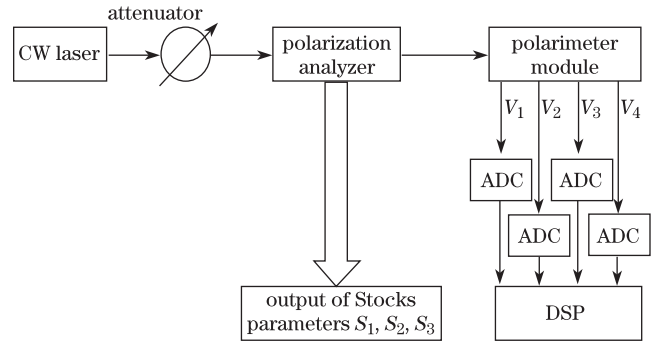 attenuator
CW laser
polarization
analyzer
polarimeter
module
V1
V2
V3
V4
ADC
ADC
ADC
ADC
output of Stocks
parameters S1, S2, S3
DSP